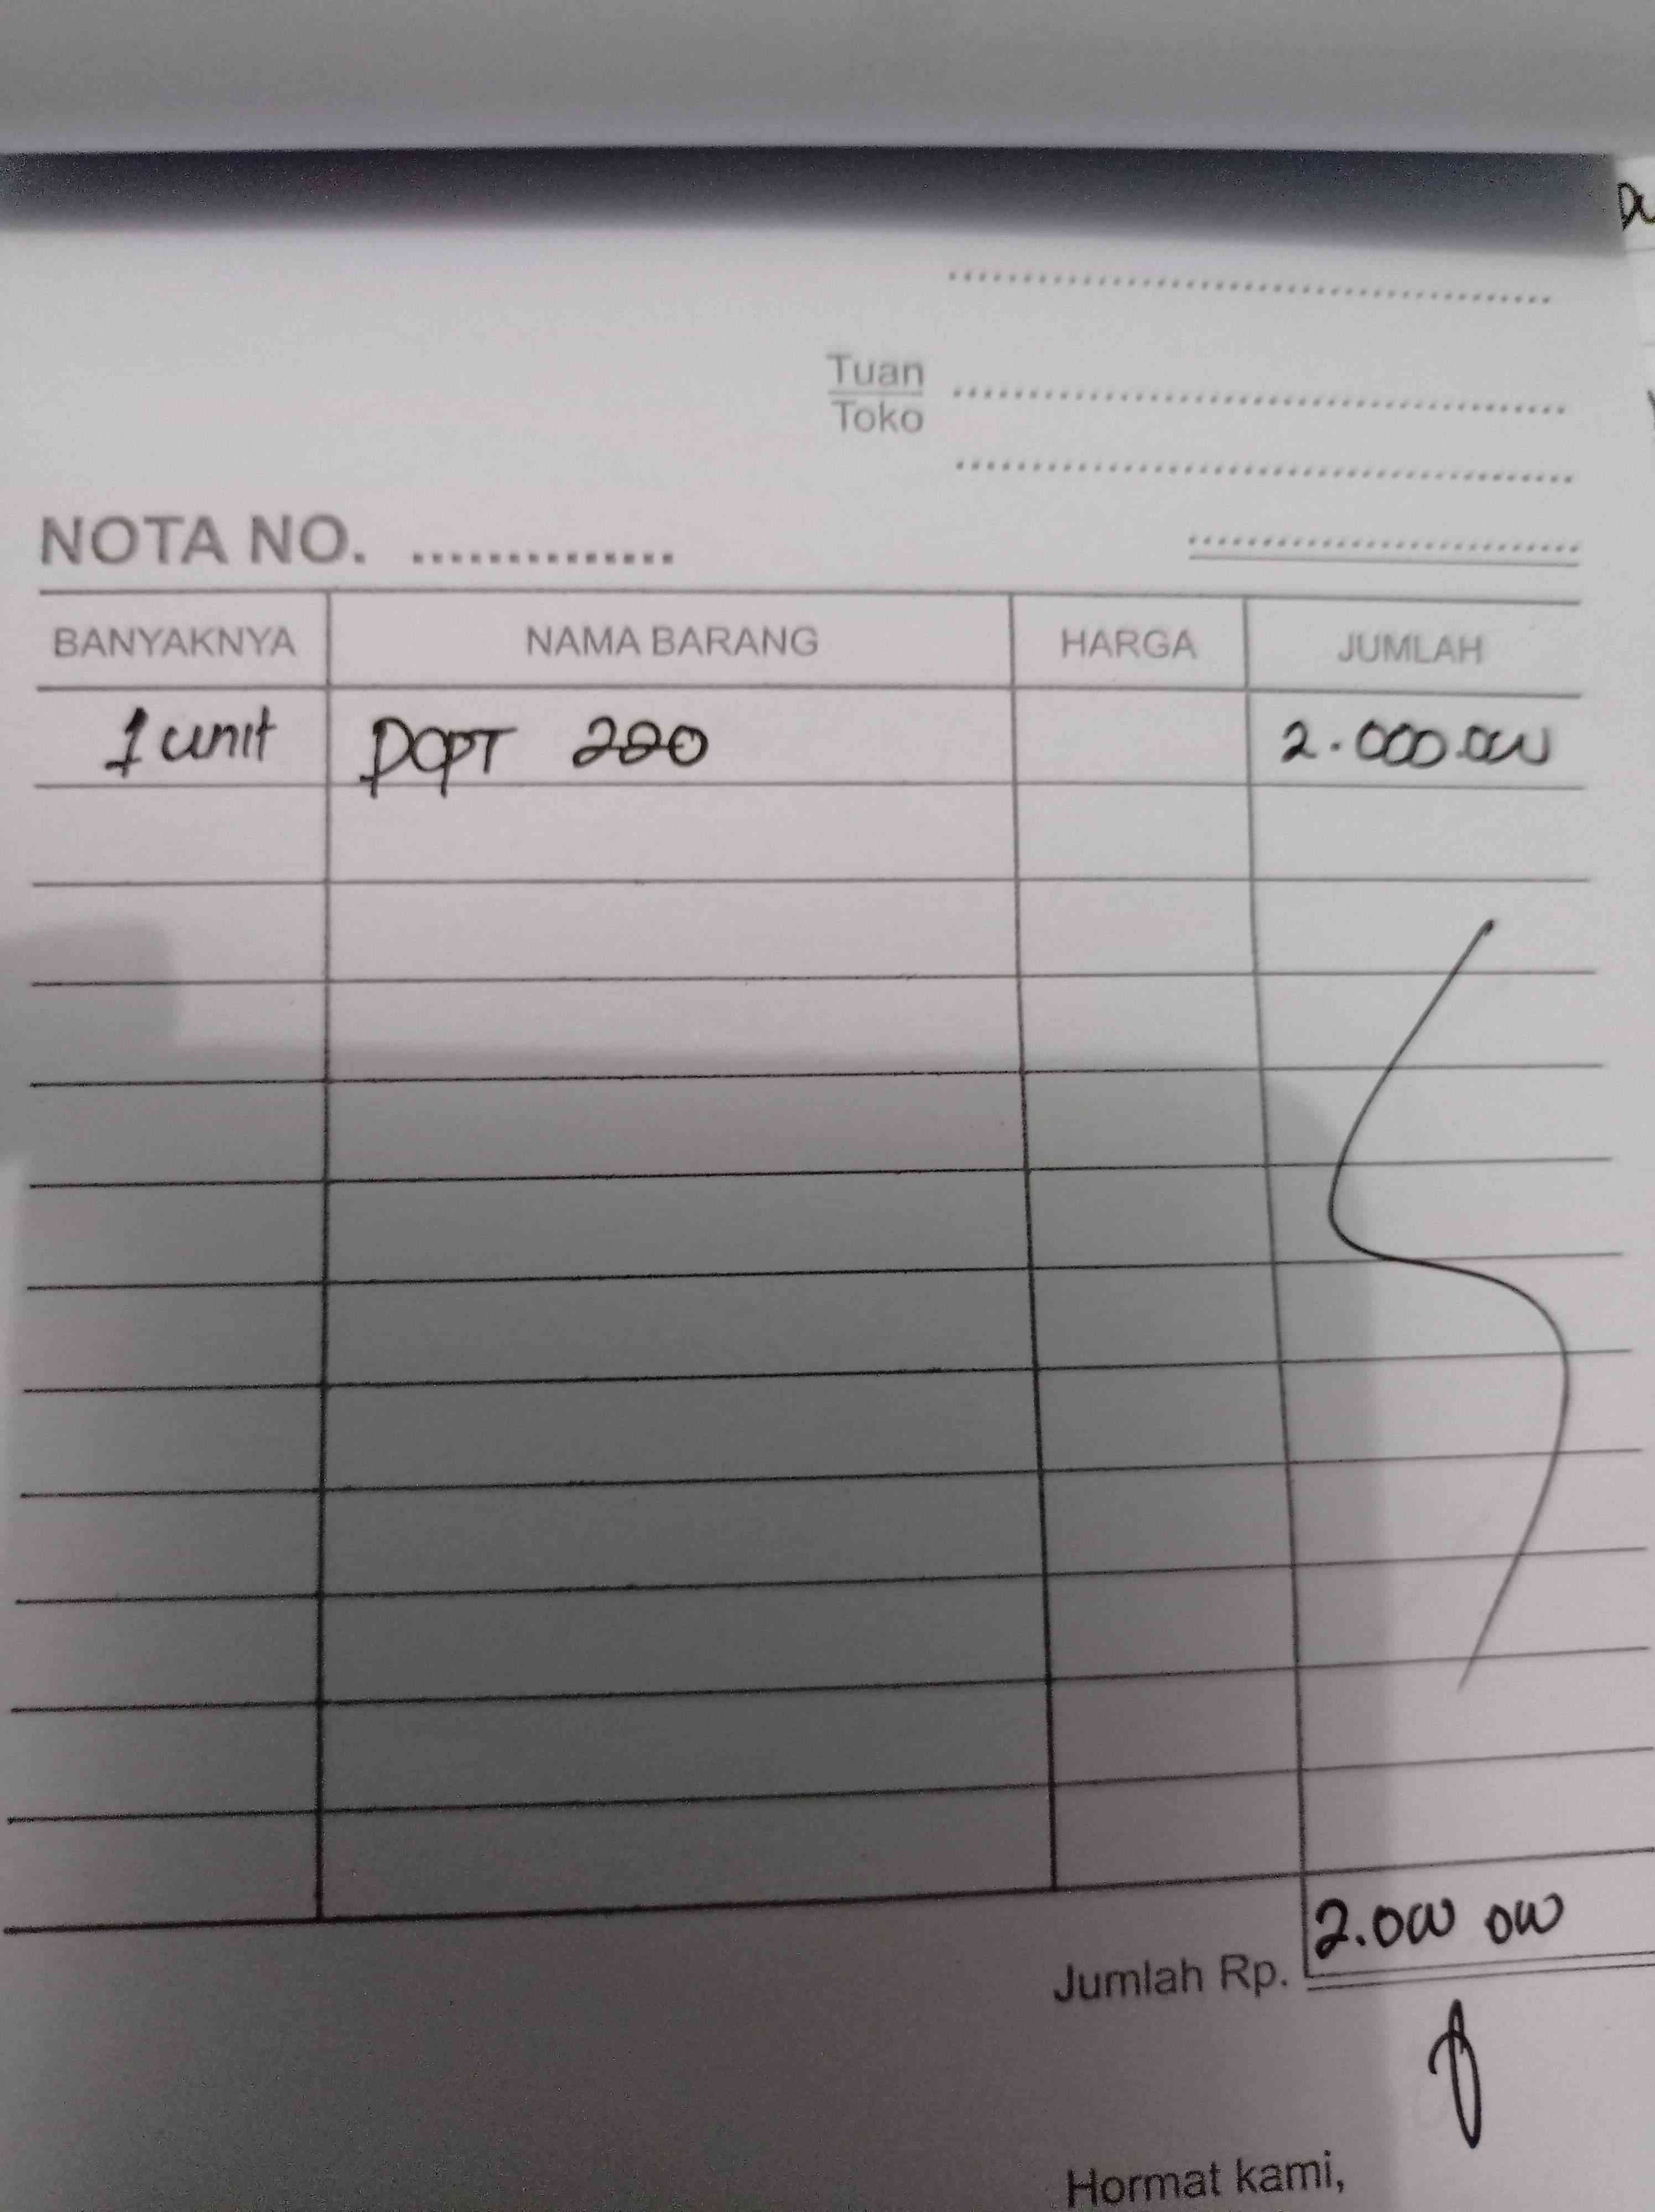 Tuan
Toko
NOTA NO.
BANYAKNYA NAMA BARANG HARGA JUMLAH
1 unit DOPT 220 2.000.000
Jumlah Rp. 2.000 000
Hormat kami,